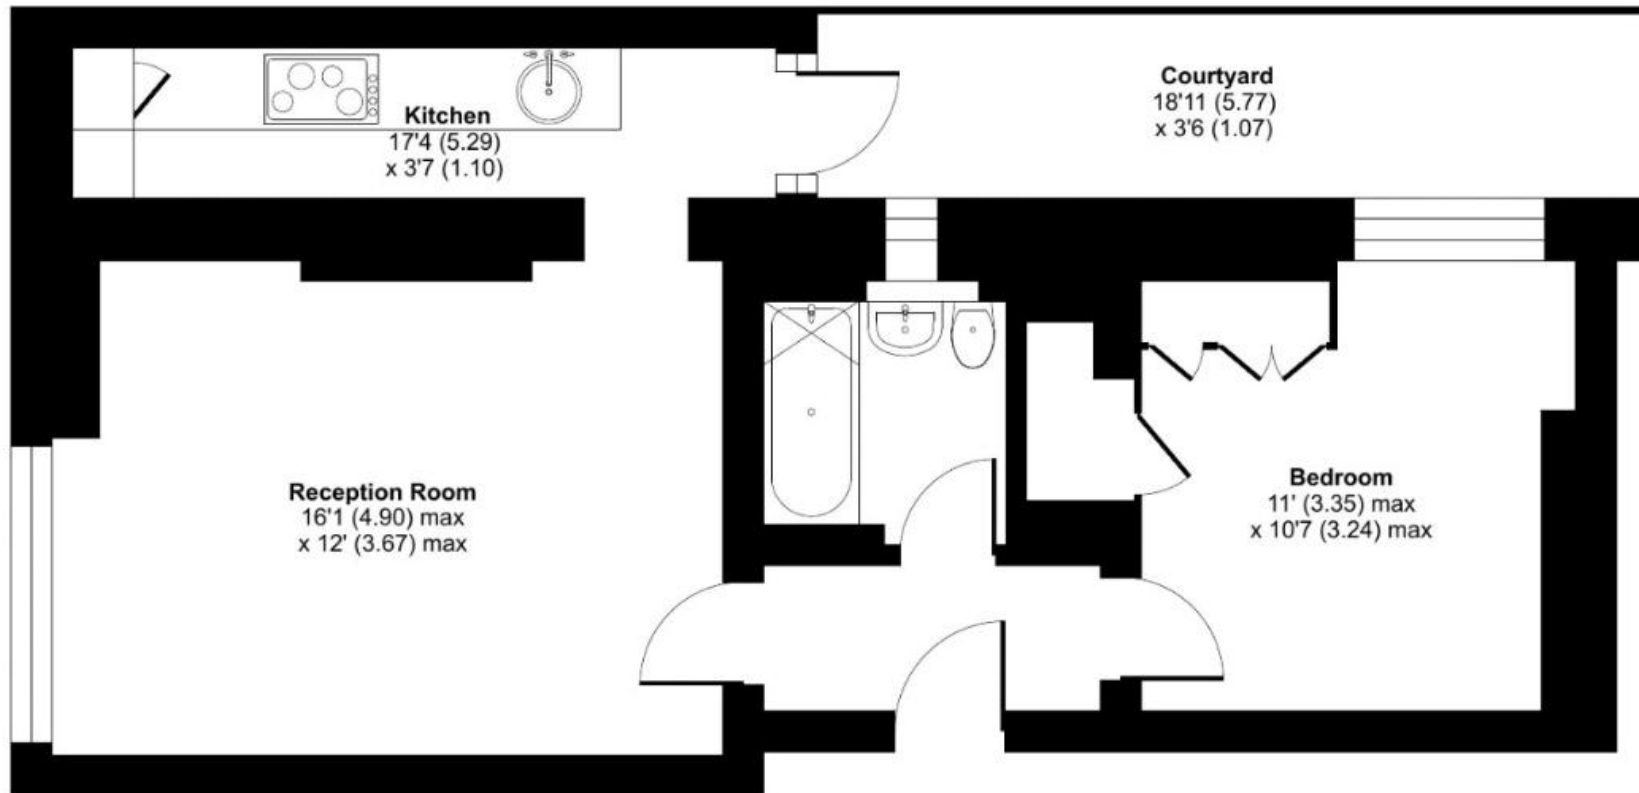 Kitchen
17'4 (5.29)
x 3'7 (1.10)
Courtyard
18'11 (5.77)
x 3'6 (1.07)
Reception Room
16'1 (4.90) max
x 12' (3.67) max
Bedroom
11' (3.35) max
x 10'7 (3.24) max